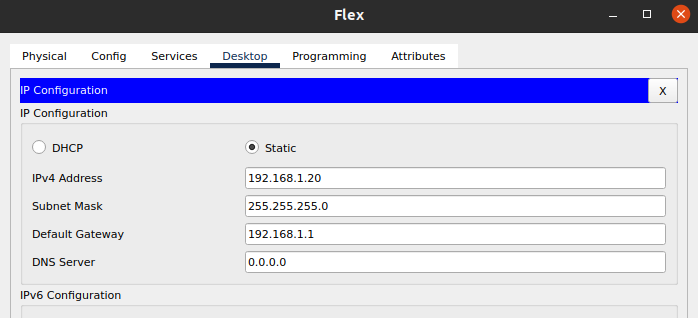 Flex
Physical Config Services Desktop Programming Attributes
IP Configuration X
IP Configuration
DHCP Static
IPv4 Address 192.168.1.20
Subnet Mask 255.255.255.0
Default Gateway 192.168.1.1
DNS Server 0.0.0.0
IPv6 Configuration